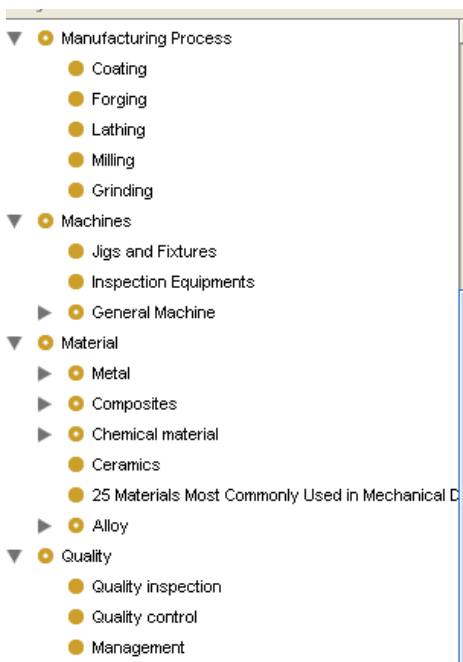 Manufacturing Process
Coating
Forging
Lathing
Milling
Grinding
Machines
Jigs and Fixtures
Inspection Equipments
General Machine
Material
Metal
Composites
Chemical material
Ceramics
25 Materials Most Commonly Used in Mechanical D
Alloy
Quality
Quality inspection
Quality control
Management